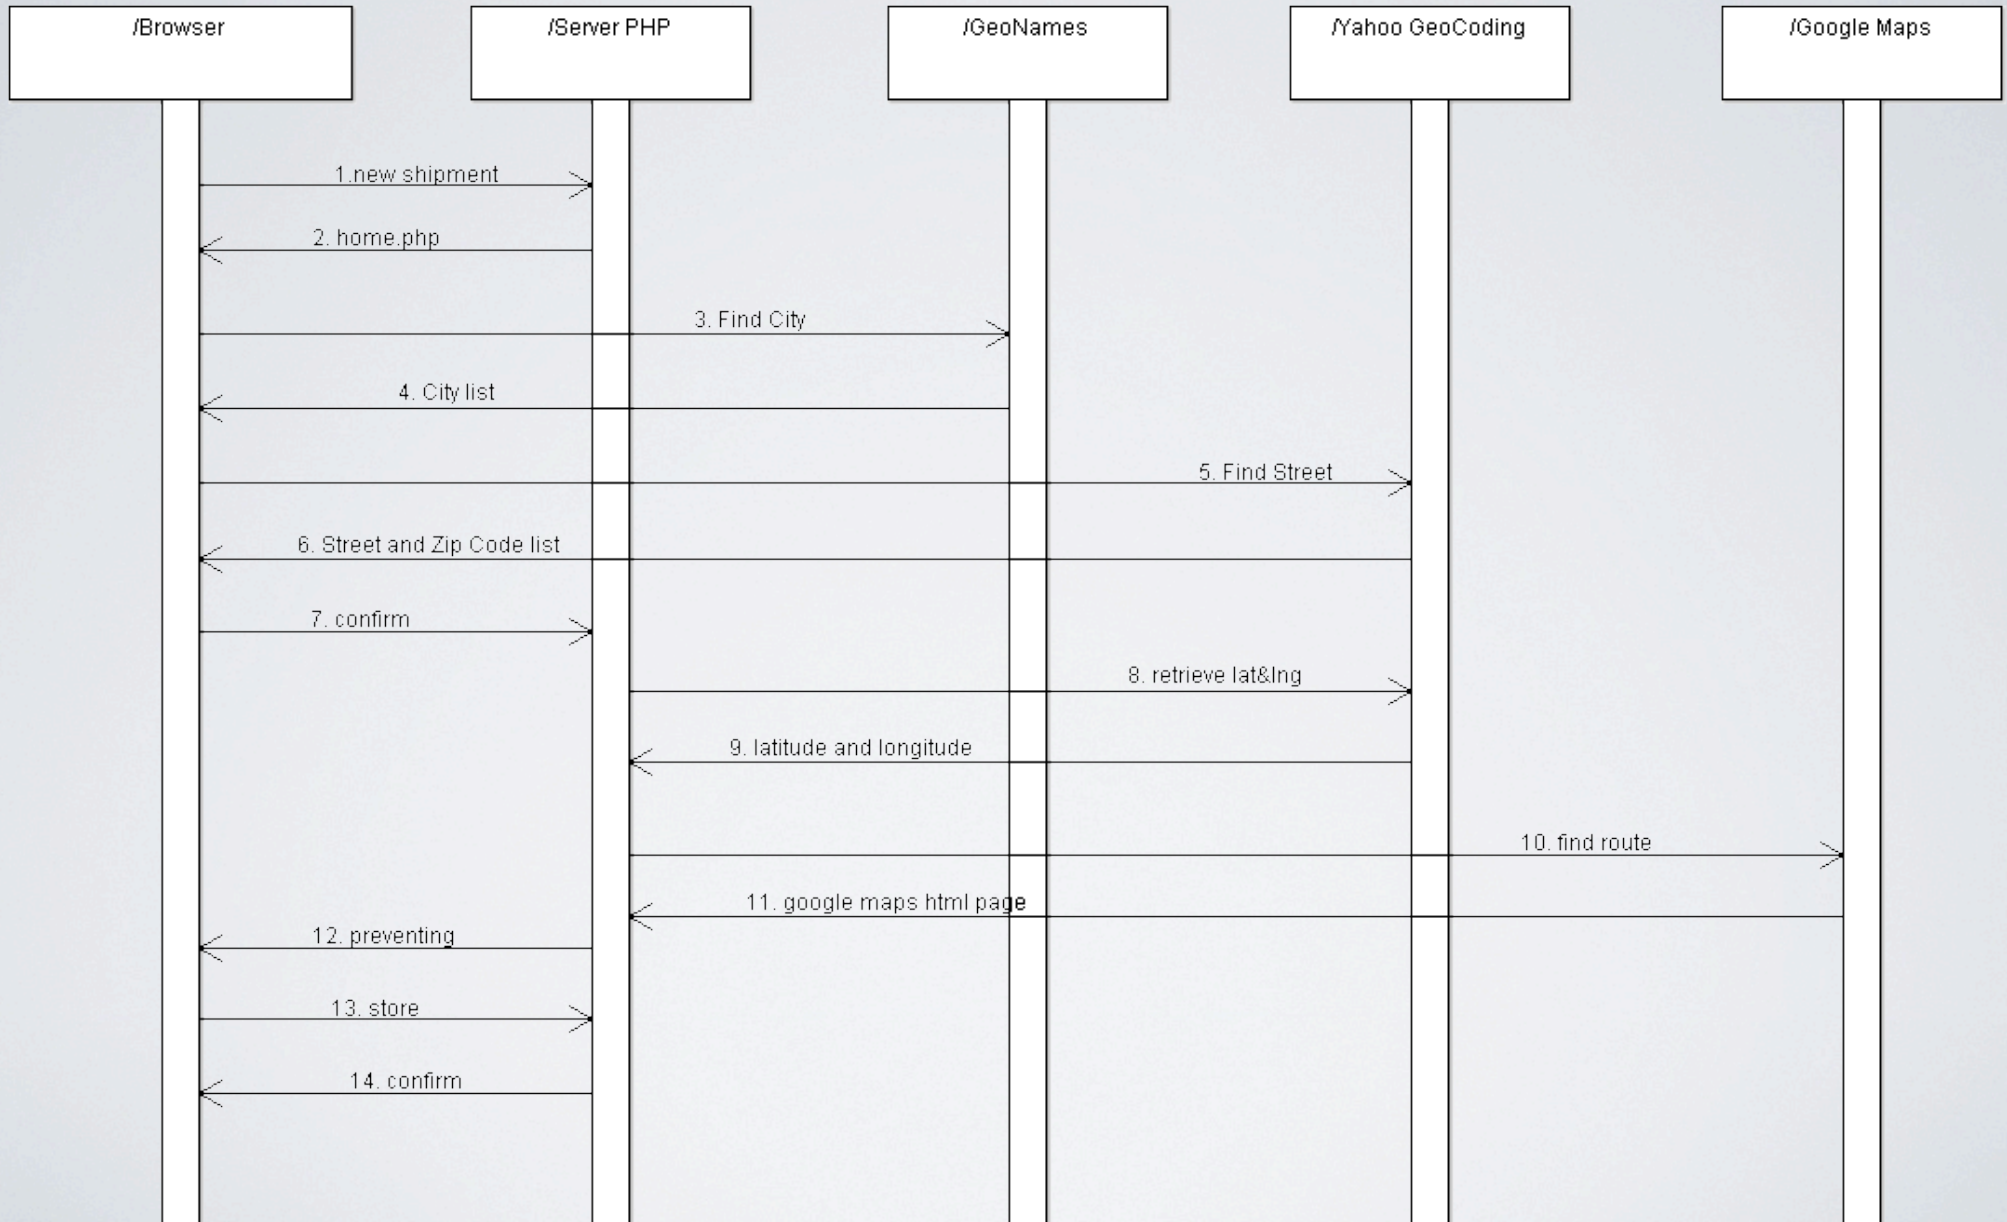 /Browser
/Server PHP
/GeoNames
/Yahoo GeoCoding
/Google Maps
1.new shipment
2. home.php
3. Find City
4. City list
5. Find Street
6. Street and Zip Code list
7. confirm
8. retrieve lat&lng
9. latitude and longitude
10. find route
11. google maps html page
12. preventing
13. store
14. confirm